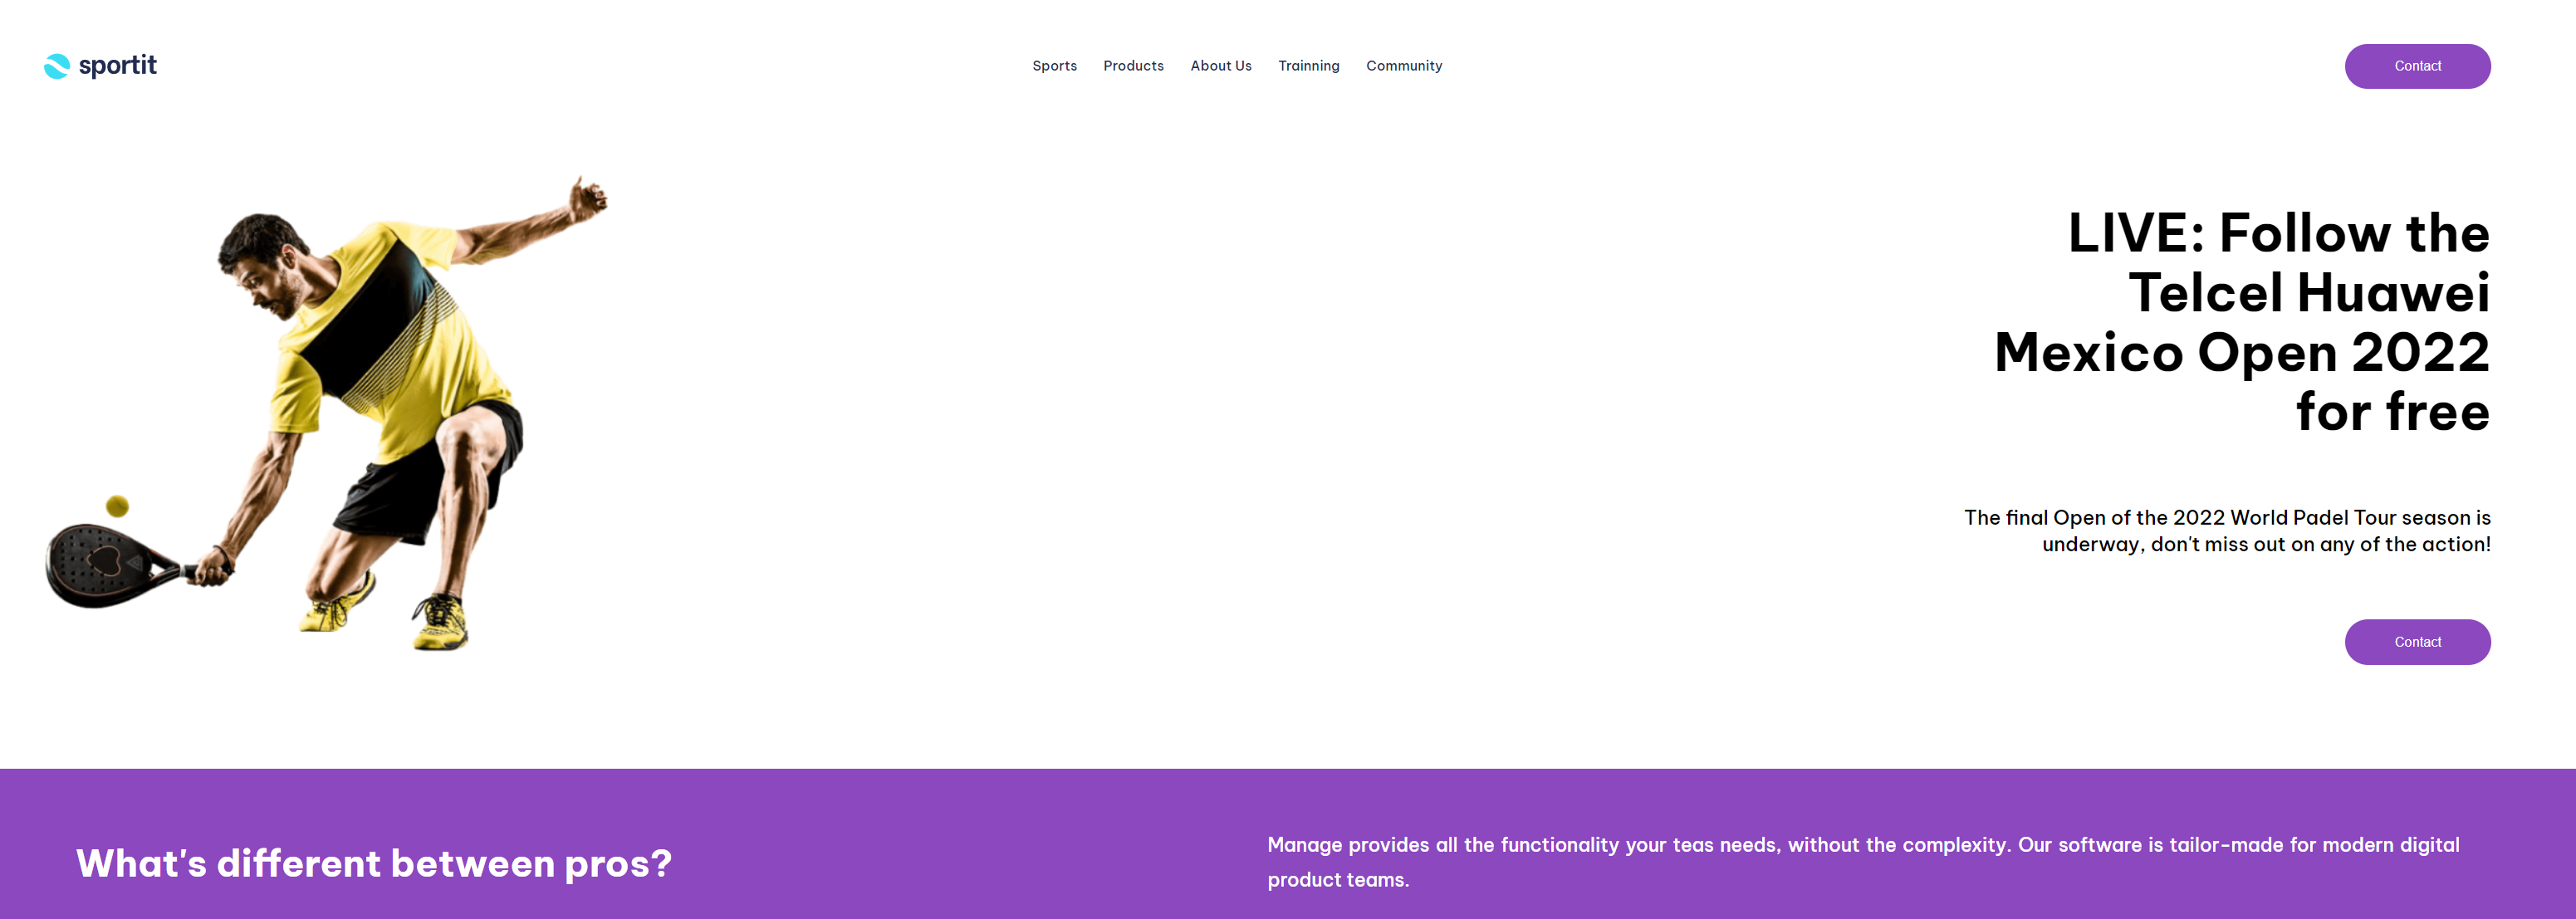 sportit
Sports Products About Us Trainning Community
Contact
LIVE: Follow the
Telcel Huawei
Mexico Open 2022
for free
The final Open of the 2022 World Padel Tour season is
underway, don't miss out on any of the action!
Contact
What's different between pros?
Manage provides all the functionality your teas needs, without the complexity. Our software is tailor-made for modern digital
product teams.